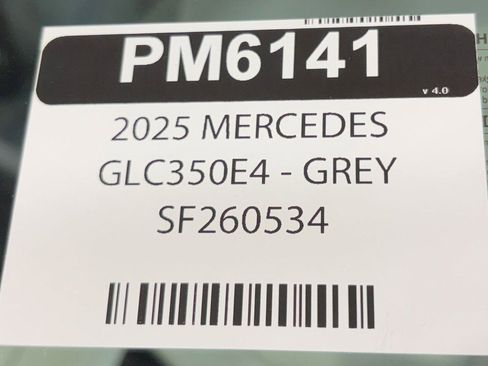 PM6141
v 4.0
2025 MERCEDES
GLC350E4 - GREY
SF260534